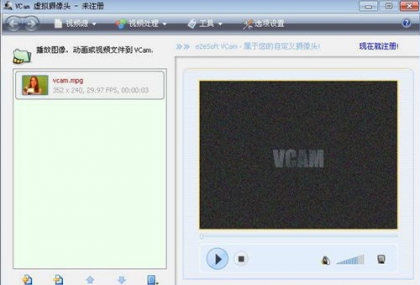 VCam 虚拟摄像头 - 未注册
视频源 视频处理 工具 选项设置
播放图像、动画或视频文件到 VCam.
e2eSoft VCam - 属于您的自定义摄像头!
现在就注册!
vcam.mpg
352 x 240, 29.97 FPS, 00:00:03
VCAM